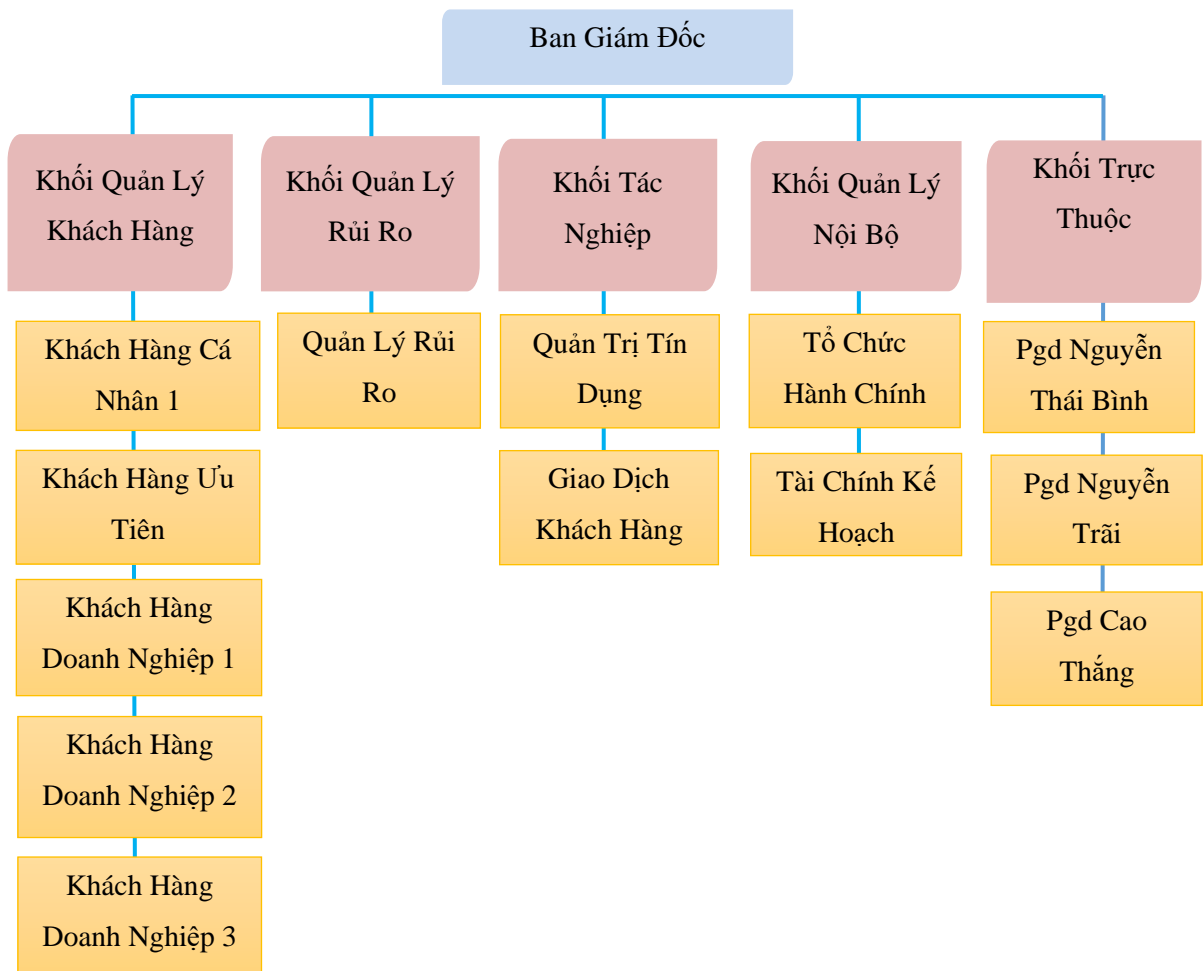 Ban Giám Đốc
Khối Quản Lý
Khách Hàng
Khối Quản Lý
Rủi Ro
Khối Tác
Nghiệp
Khối Quản Lý
Nội Bộ
Khối Trực
Thuộc
Khách Hàng Cá
Nhân 1
Khách Hàng Ưu
Tiên
Khách Hàng
Doanh Nghiệp 1
Khách Hàng
Doanh Nghiệp 2
Khách Hàng
Doanh Nghiệp 3
Quản Lý Rủi
Ro
Quản Trị Tín
Dụng
Giao Dịch
Khách Hàng
Tổ Chức
Hành Chính
Tài Chính Kế
Hoạch
Pgd Nguyễn
Thái Bình
Pgd Nguyễn
Trãi
Pgd Cao
Thắng